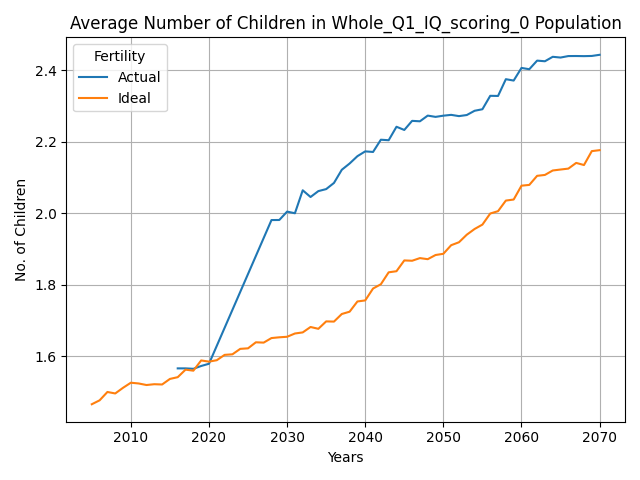 Average Number of Children in Whole_Q1_IQ_scoring_0 Population
Fertility
Actual
Ideal
No. of Children
2.4
2.2
2.0
1.8
1.6
2010
2020
2030
2040
2050
2060
2070
Years